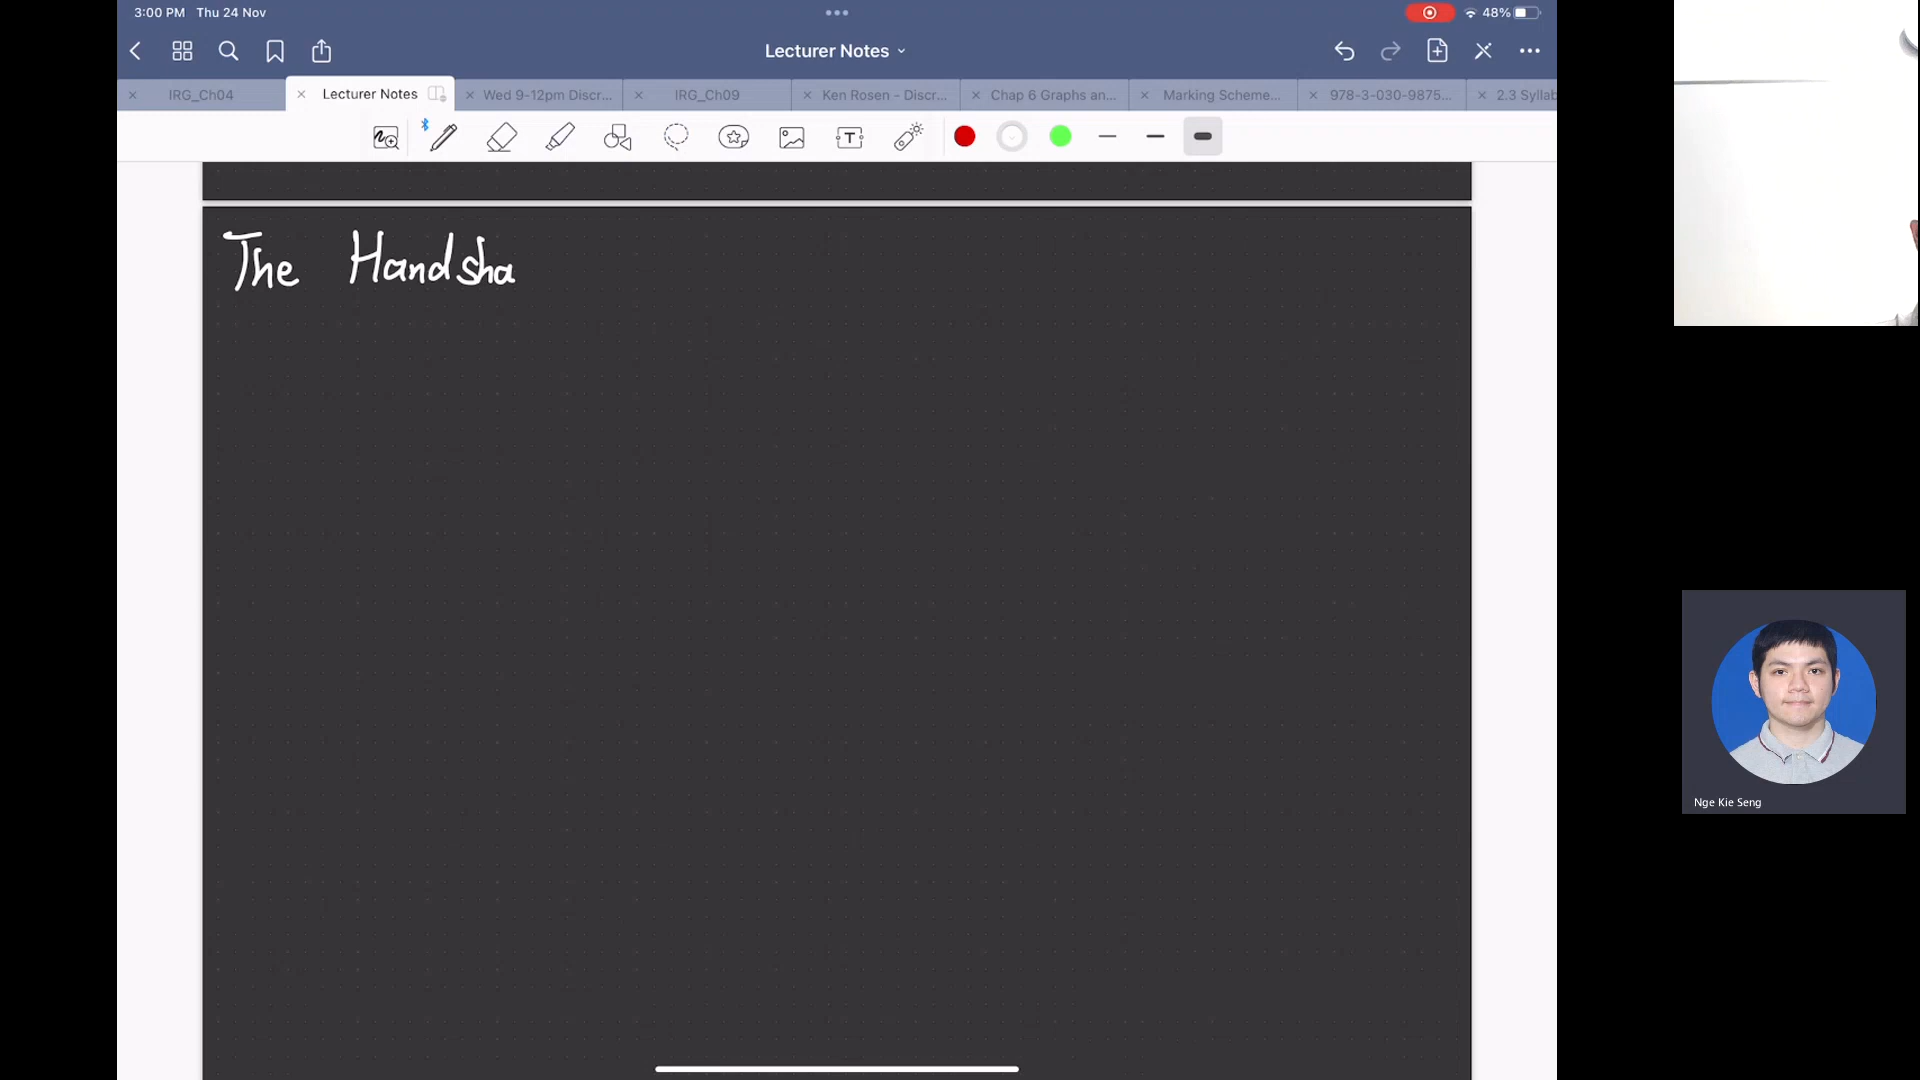 3:00 PM Thu 24 Nov
48%
Lecturer Notes
IRG_Ch04
Lecturer Notes
Wed 9-12pm Discr...
IRG_Ch09
Ken Rosen - Discr...
Chap 6 Graphs an...
Marking Scheme...
978-3-030-9875...
2.3 Syllab
T
The Handsha
Nge Kie Seng